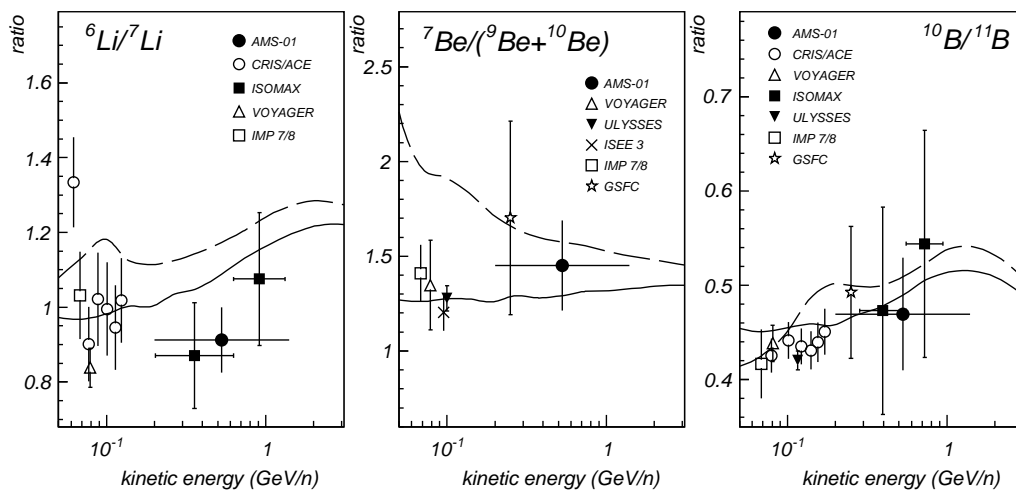 ratio
⁶Li/⁷Li
AMS-01
CRIS/ACE
ISOMAX
VOYAGER
IMP 7/8
1.6
1.4
1.2
1
0.8
10⁻¹
1
kinetic energy (GeV/n)
ratio
⁷Be/(⁹Be+¹⁰Be)
AMS-01
VOYAGER
ULYSSES
ISEE 3
IMP 7/8
GSFC
2.5
2
1.5
1
10⁻¹
1
kinetic energy (GeV/n)
ratio
¹⁰B/¹¹B
AMS-01
CRIS/ACE
VOYAGER
ISOMAX
ULYSSES
IMP 7/8
GSFC
0.7
0.6
0.5
0.4
10⁻¹
1
kinetic energy (GeV/n)